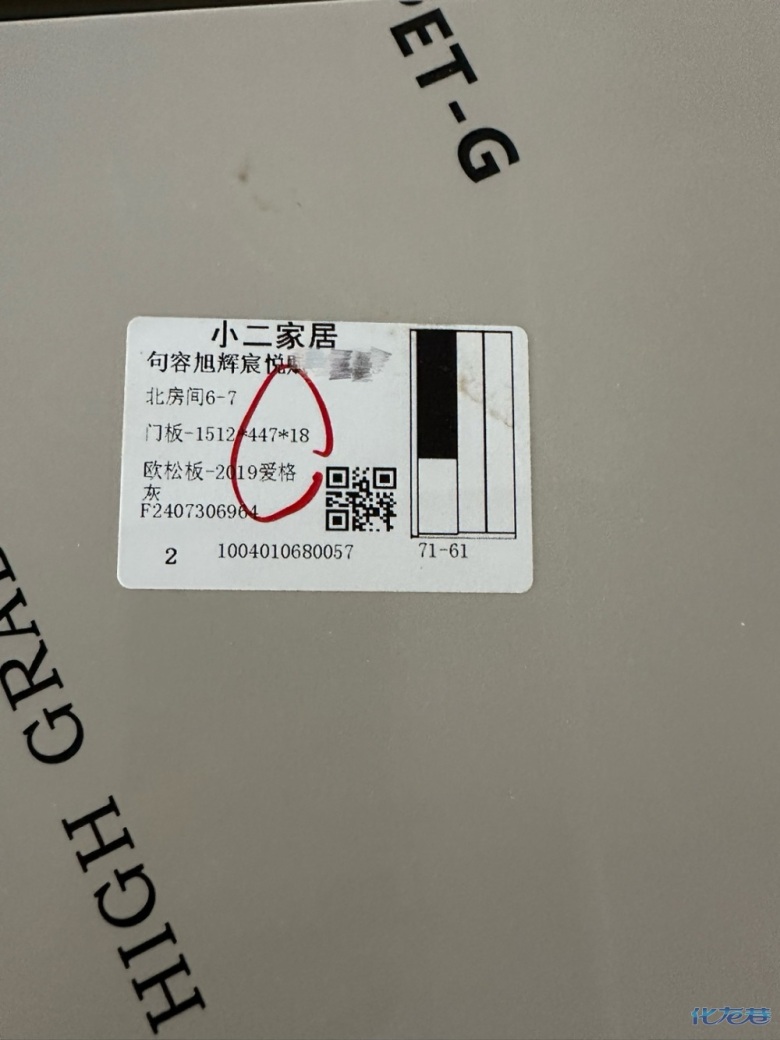 ET-G
小二家居
句容旭辉宸悦
北房间6-7
门板-1512*447*18
欧松板-2019爱格
灰
F2407306964
2
1004010680057
71-61
HIGH GRA
化龙巷